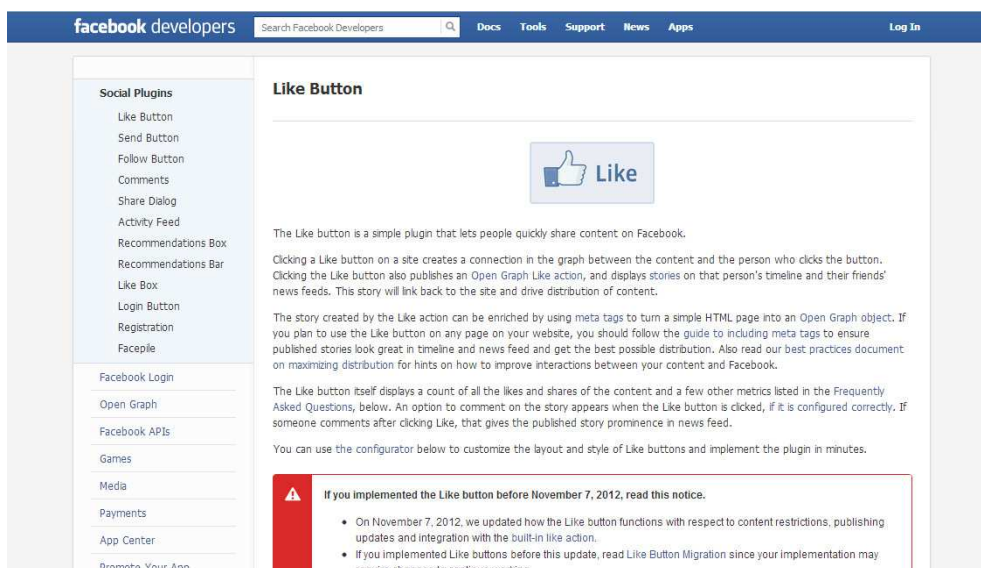 facebook developers
Search Facebook Developers
Docs Tools Support News Apps
Log In
Social Plugins
Like Button
Send Button
Follow Button
Comments
Share Dialog
Activity Feed
Recommendations Box
Recommendations Bar
Like Box
Login Button
Registration
Facepile
Facebook Login
Open Graph
Facebook APIs
Games
Media
Payments
App Center
Promote Your App
Like Button
Like
The Like button is a simple plugin that lets people quickly share content on Facebook.
Clicking a Like button on a site creates a connection in the graph between the content and the person who clicks the button.
Clicking the Like button also publishes an Open Graph Like action, and displays stories on that person's timeline and their friends'
news feeds. This story will link back to the site and drive distribution of content.
The story created by the Like action can be enriched by using meta tags to turn a simple HTML page into an Open Graph object. If
you plan to use the Like button on any page on your website, you should follow the guide to including meta tags to ensure
published stories look great in timeline and news feed and get the best possible distribution. Also read our best practices document
on maximizing distribution for hints on how to improve interactions between your content and Facebook.
The Like button itself displays a count of all the likes and shares of the content and a few other metrics listed in the Frequently
Asked Questions, below. An option to comment on the story appears when the Like button is clicked, if it is configured correctly. If
someone comments after clicking Like, that gives the published story prominence in news feed.
You can use the configurator below to customize the layout and style of Like buttons and implement the plugin in minutes.
If you implemented the Like button before November 7, 2012, read this notice.
• On November 7, 2012, we updated how the Like button functions with respect to content restrictions, publishing
updates and integration with the built-in like action.
• If you implemented Like buttons before this update, read Like Button Migration since your implementation may